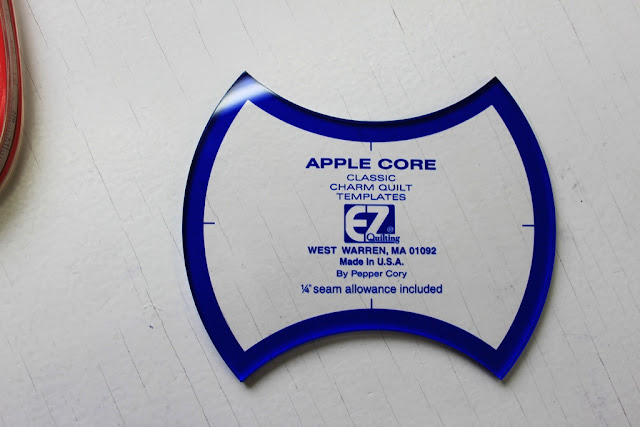 APPLE CORE
CLASSIC
CHARM QUILT
TEMPLATES
EZ®
Quilting
WEST WARREN, MA 01092
Made in U.S.A.
By Pepper Cory
¼" seam allowance included